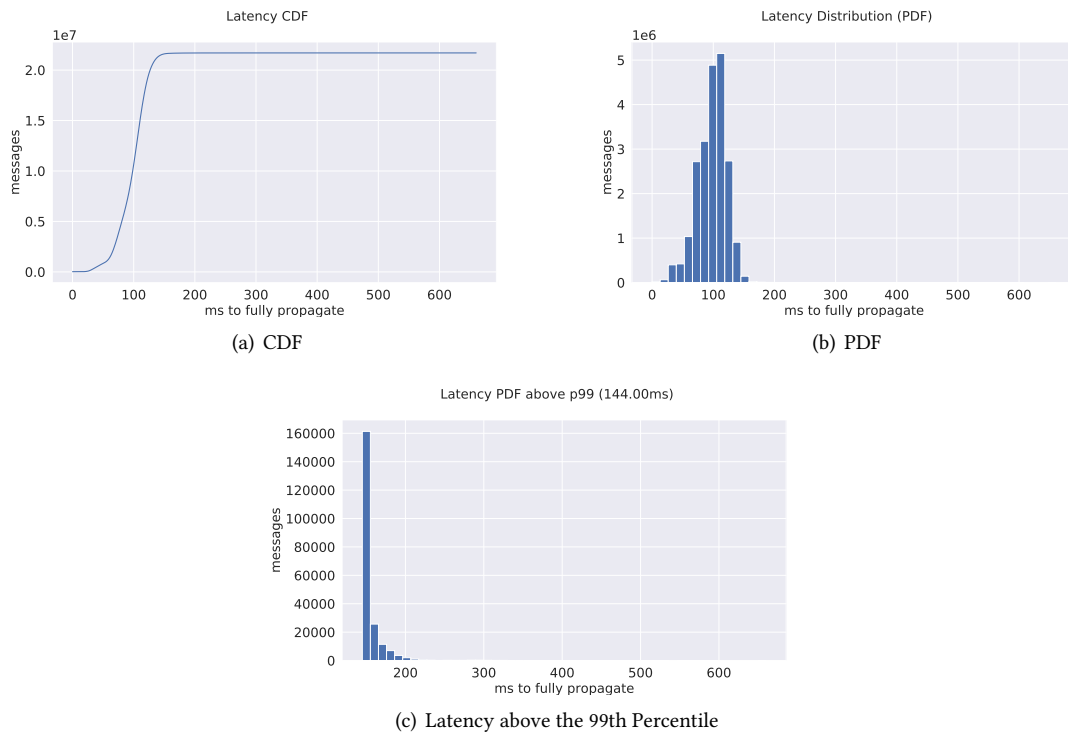 Latency CDF
1e7
2.0
1.5
1.0
0.5
0.0
messages
0 100 200 300 400 500 600
ms to fully propagate
(a) CDF
Latency Distribution (PDF)
1e6
5
4
3
2
1
0
messages
0 100 200 300 400 500 600
ms to fully propagate
(b) PDF
Latency PDF above p99 (144.00ms)
160000
140000
120000
100000
80000
60000
40000
20000
0
messages
200 300 400 500 600
ms to fully propagate
(c) Latency above the 99th Percentile